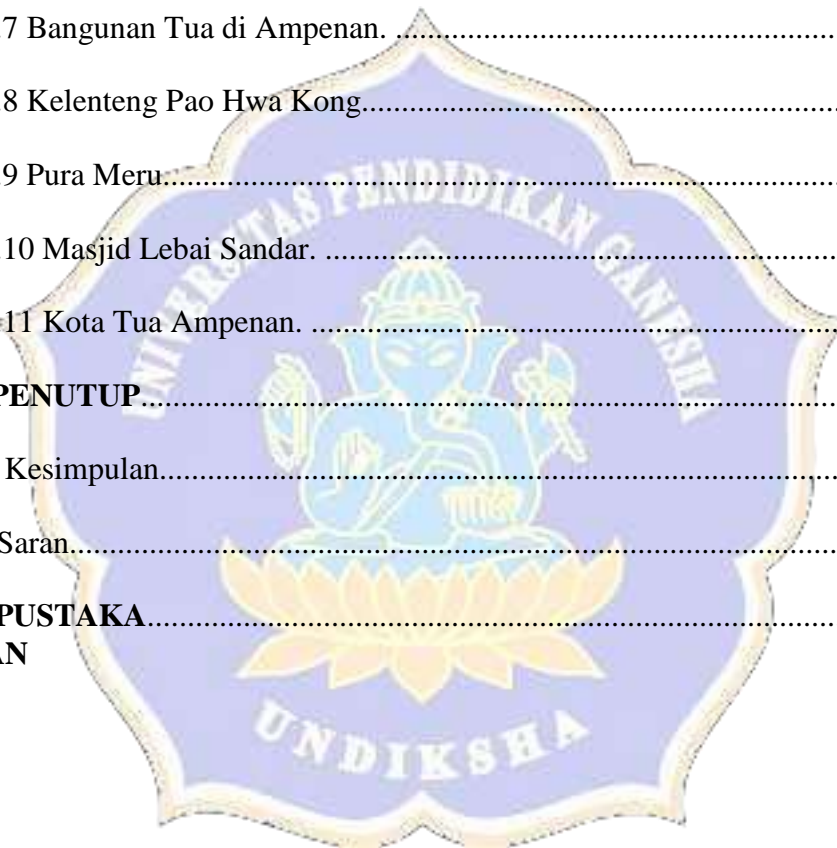 .7 Bangunan Tua di Ampenan. ................................................................
.8 Kelenteng Pao Hwa Kong................................................................
.9 Pura Meru................................................................
.10 Masjid Lebai Sandar. ................................................................
.11 Kota Tua Ampenan. ................................................................
PENUTUP................................................................
Kesimpulan................................................................
Saran................................................................
PUSTAKA................................................................
AN
UNIVERSITAS PENDIDIKAN GANESHA
UNDIKSHA